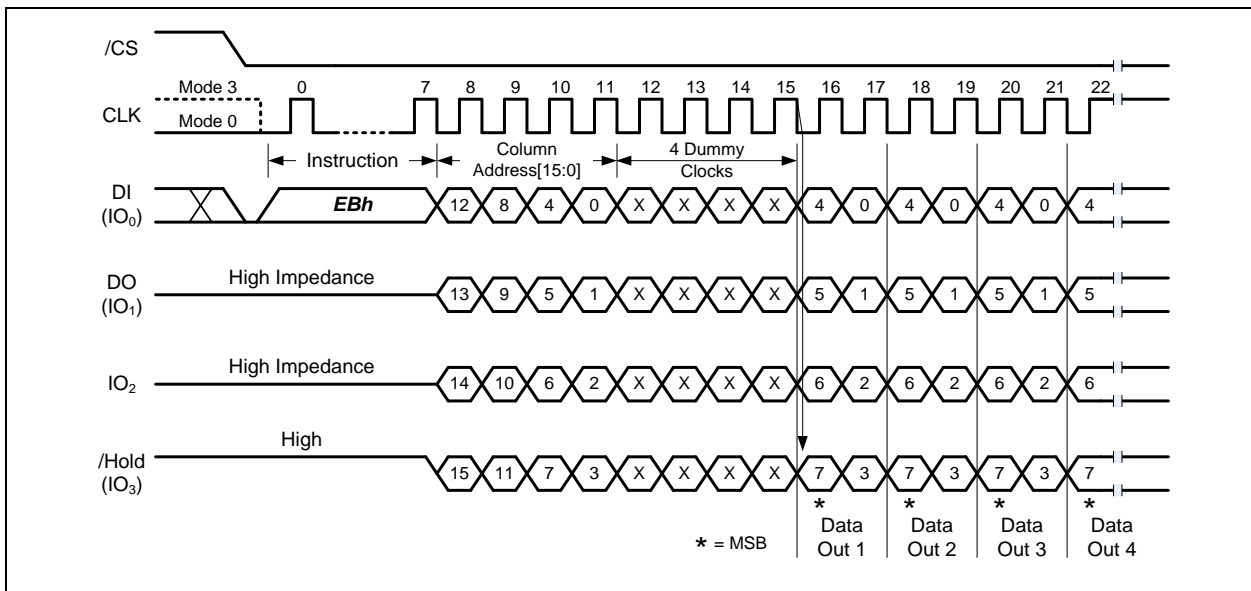 /CS
Mode 3 0 7 8 9 10 11 12 13 14 15 16 17 18 19 20 21 22
CLK
Mode 0
Instruction Column Address[15:0] 4 Dummy Clocks
DI (IO0) EBh 12 8 4 0 X X X X 4 0 4 0 4 0 4
DO (IO1) High Impedance 13 9 5 1 X X X X 5 1 5 1 5 1 5
IO2 High Impedance 14 10 6 2 X X X X 6 2 6 2 6 2 6
/Hold (IO3) High 15 11 7 3 X X X X 7 3 7 3 7 3 7
* * * *
* = MSB
Data Out 1 Data Out 2 Data Out 3 Data Out 4